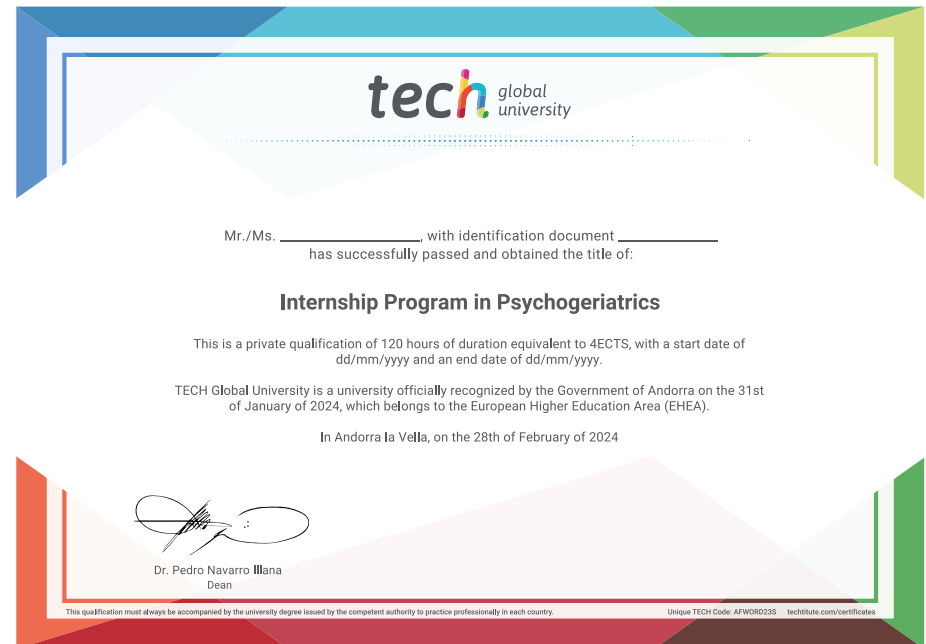 tech global university
Mr./Ms. ____________________, with identification document ______________
has successfully passed and obtained the title of:
Internship Program in Psychogeriatrics
This is a private qualification of 120 hours of duration equivalent to 4ECTS, with a start date of
dd/mm/yyyy and an end date of dd/mm/yyyy.
TECH Global University is a university officially recognized by the Government of Andorra on the 31st
of January of 2024, which belongs to the European Higher Education Area (EHEA).
In Andorra la Vella, on the 28th of February of 2024
Dr. Pedro Navarro Illana
Dean
This qualification must always be accompanied by the university degree issued by the competent authority to practice professionally in each country. Unique TECH Code: AFWORD23S techtitute.com/certificates